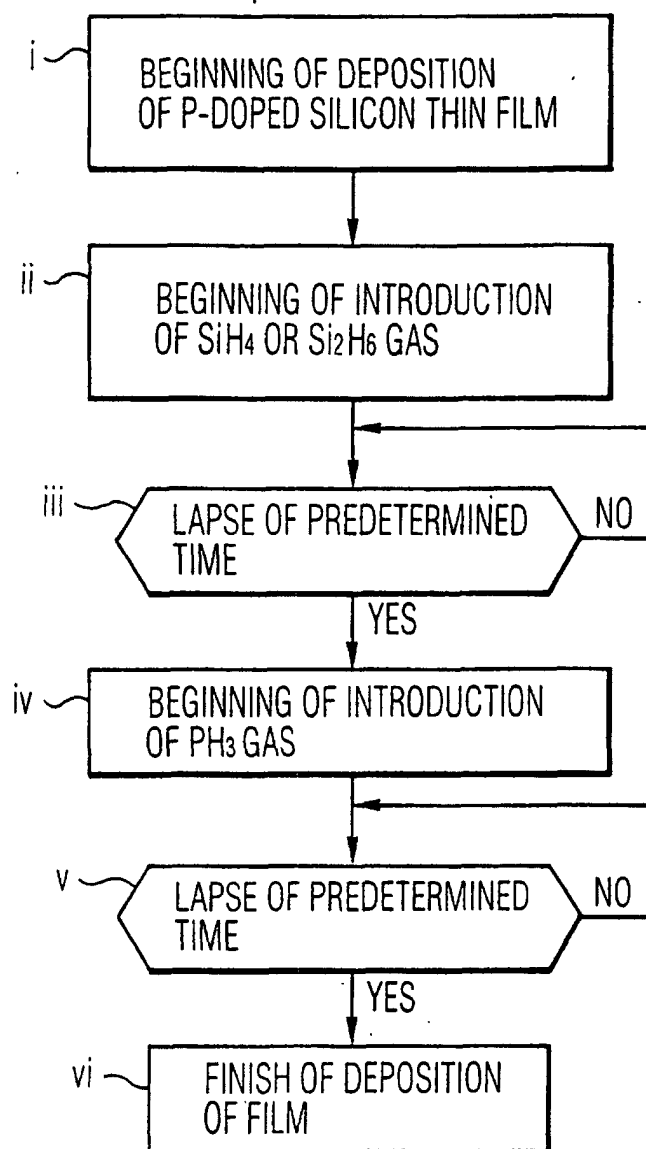 i
BEGINNING OF DEPOSITION
OF P-DOPED SILICON THIN FILM
ii
BEGINNING OF INTRODUCTION
OF SiH4 OR Si2H6 GAS
iii
LAPSE OF PREDETERMINED
TIME
NO
YES
iv
BEGINNING OF INTRODUCTION
OF PH3 GAS
v
LAPSE OF PREDETERMINED
TIME
NO
YES
vi
FINISH OF DEPOSITION
OF FILM